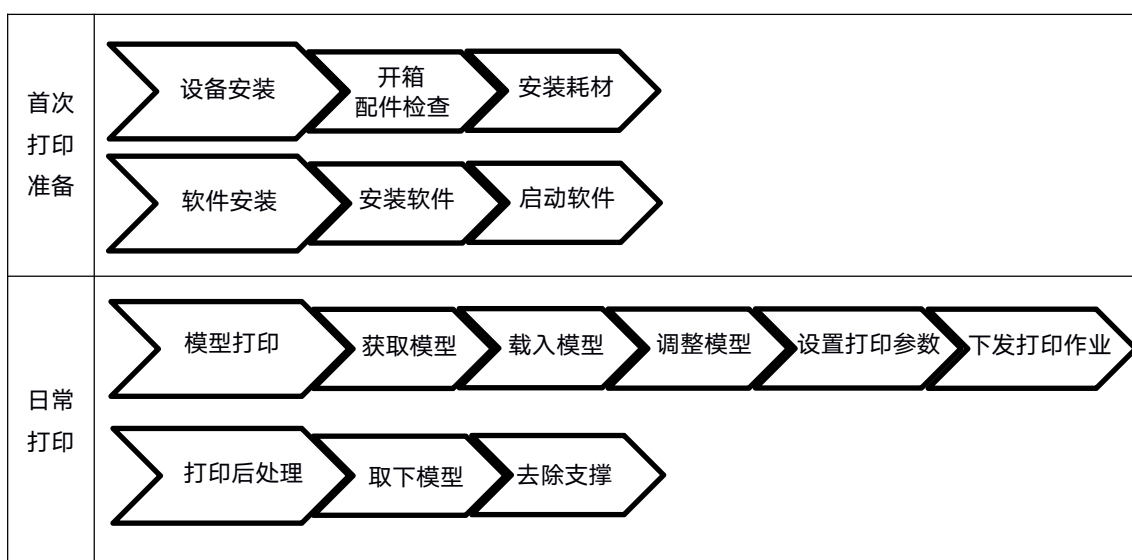 首次
打印
准备
设备安装
开箱
配件检查
安装耗材
软件安装
安装软件
启动软件
日常
打印
模型打印
获取模型
载入模型
调整模型
设置打印参数
下发打印作业
打印后处理
取下模型
去除支撑